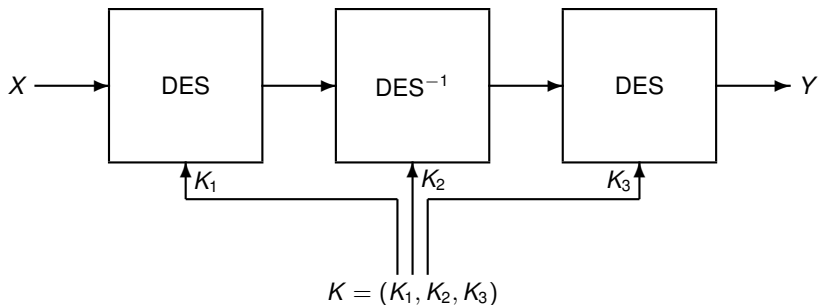 X DES DES⁻¹ DES Y
K₁ K₂ K₃
K = (K₁, K₂, K₃)